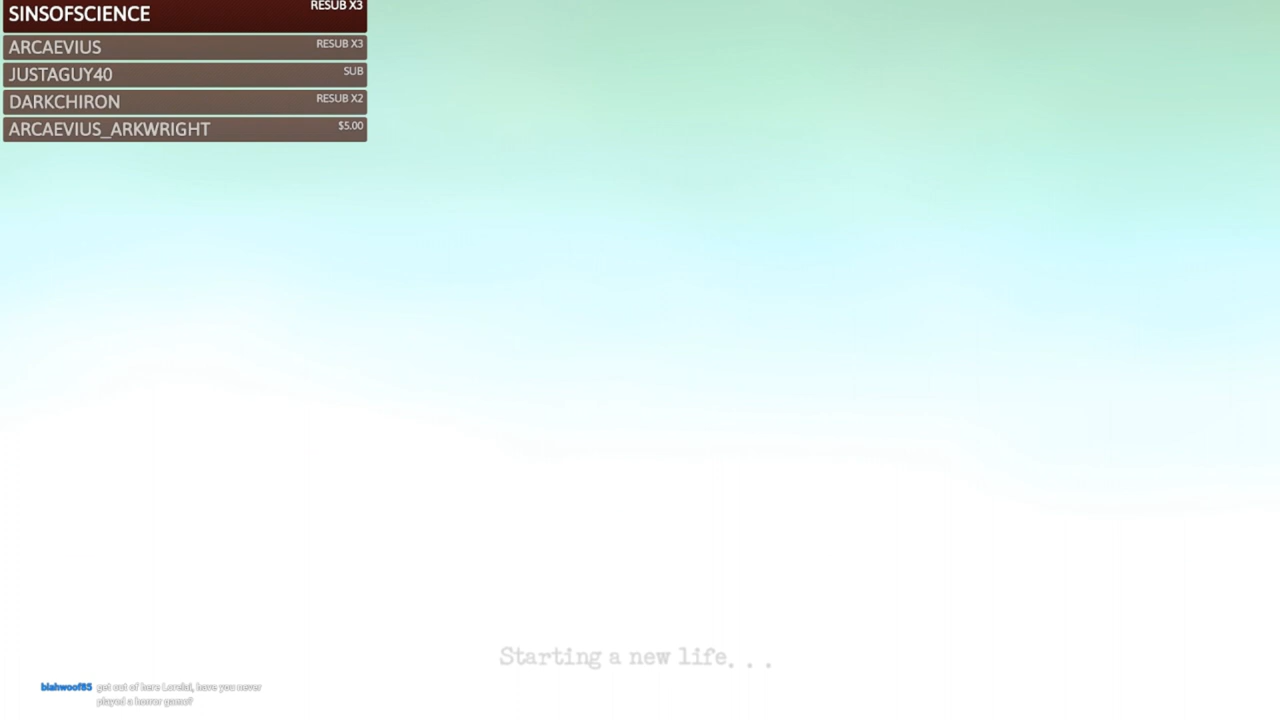 SINSOFSCIENCE RESUB X3
ARCAEVIUS RESUB X3
JUSTAGUY40 SUB
DARKCHIRON RESUB X2
ARCAEVIUS_ARKWRIGHT $5.00
Starting a new life. . .
blahwoof85 get out of here Lorelai, have you never
played a horror game?